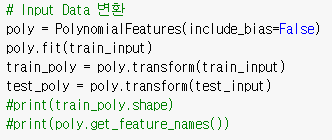 # Input Data 변환
poly = PolynomialFeatures(include_bias=False)
poly.fit(train_input)
train_poly = poly.transform(train_input)
test_poly = poly.transform(test_input)
#print(train_poly.shape)
#print(poly.get_feature_names())